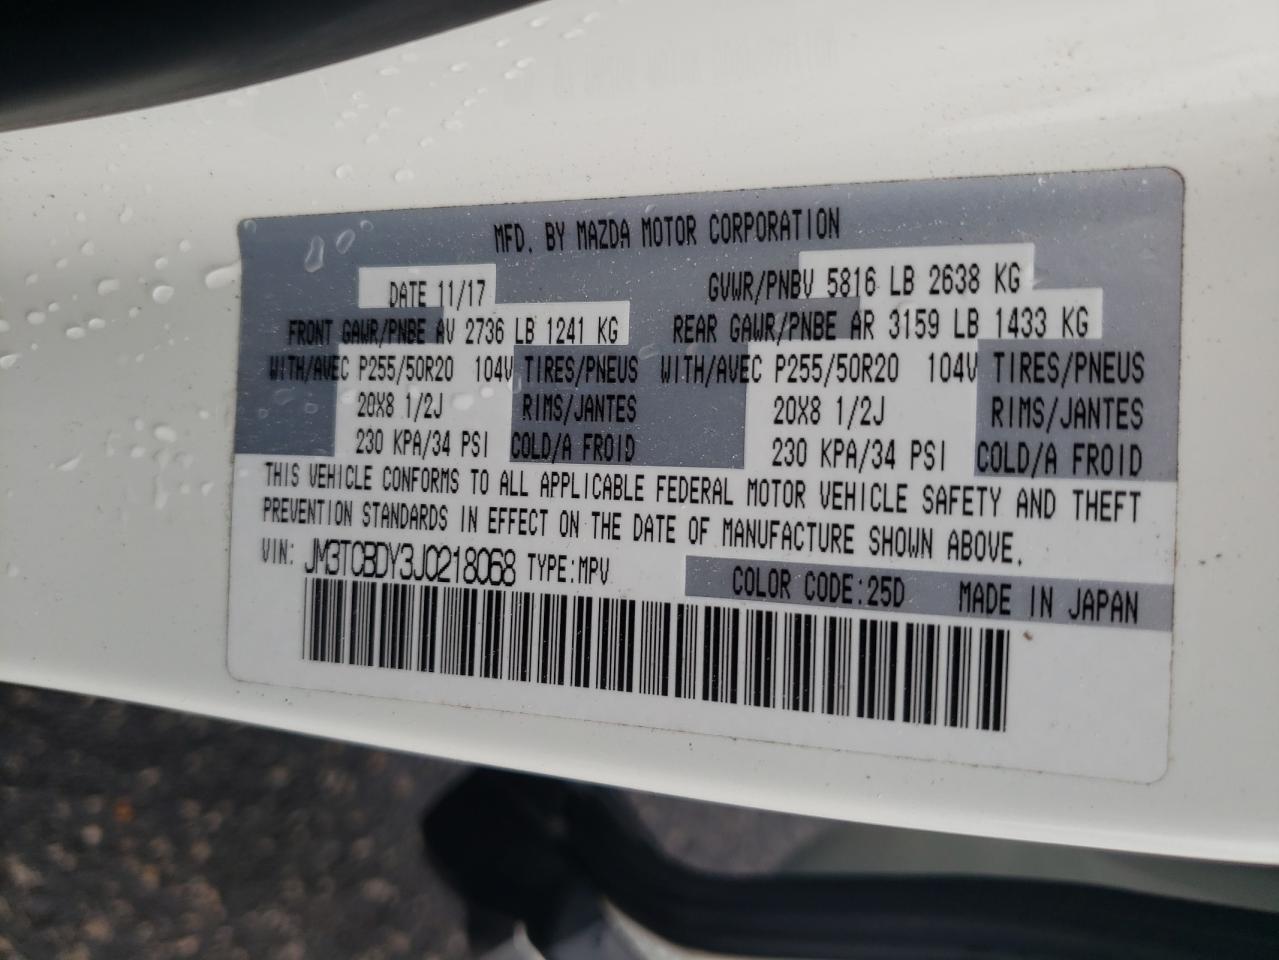 MFD. BY MAZDA MOTOR CORPORATION
DATE 11/17 GVWR/PNBV 5816 LB 2638 KG
FRONT GAWR/PNBE AV 2736 LB 1241 KG REAR GAWR/PNBE AR 3159 LB 1433 KG
WITH/AVEC P255/50R20 104V TIRES/PNEUS WITH/AVEC P255/50R20 104V TIRES/PNEUS
20X8 1/2J RIMS/JANTES 20X8 1/2J RIMS/JANTES
230 KPA/34 PSI COLD/A FROID 230 KPA/34 PSI COLD/A FROID
THIS VEHICLE CONFORMS TO ALL APPLICABLE FEDERAL MOTOR VEHICLE SAFETY AND THEFT
PREVENTION STANDARDS IN EFFECT ON THE DATE OF MANUFACTURE SHOWN ABOVE.
VIN: JM3TCBDY3J0218068 TYPE:MPV COLOR CODE:25D MADE IN JAPAN